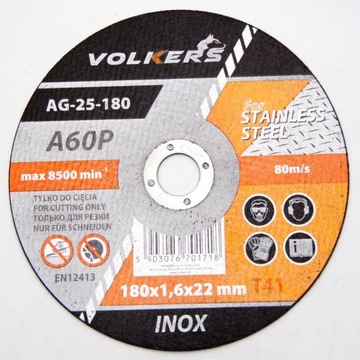 VOLKERS
AG-25-180
For
STAINLESS
STEEL
A60P
max 8500 min⁻¹
80m/s
TYLKO DO CIĘCIA
FOR CUTTING ONLY
ТОЛЬКО ДЛЯ РЕЗКИ
NUR FÜR SCHNEIDEN
EN12413
5 903076 701718
180x1,6x22 mm
T41
INOX